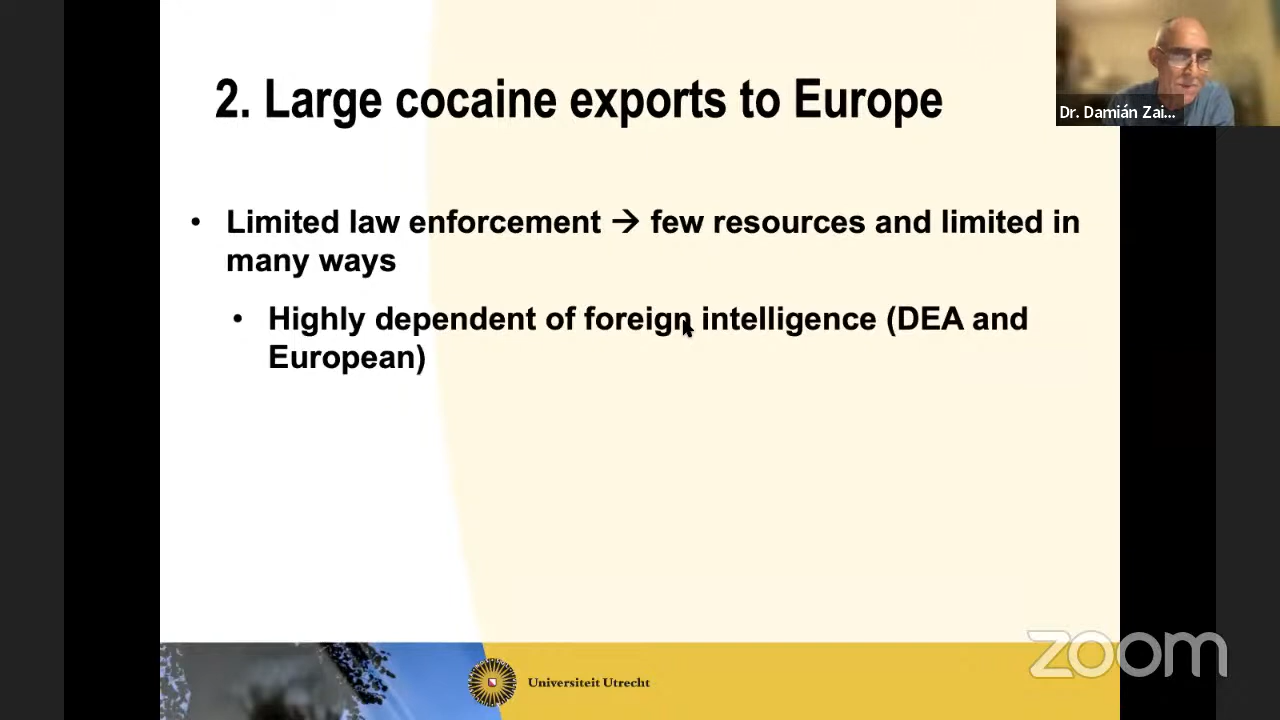 2. Large cocaine exports to Europe
Dr. Damián Zai...
• Limited law enforcement → few resources and limited in
many ways
• Highly dependent of foreign intelligence (DEA and
European)
zoom
Universiteit Utrecht